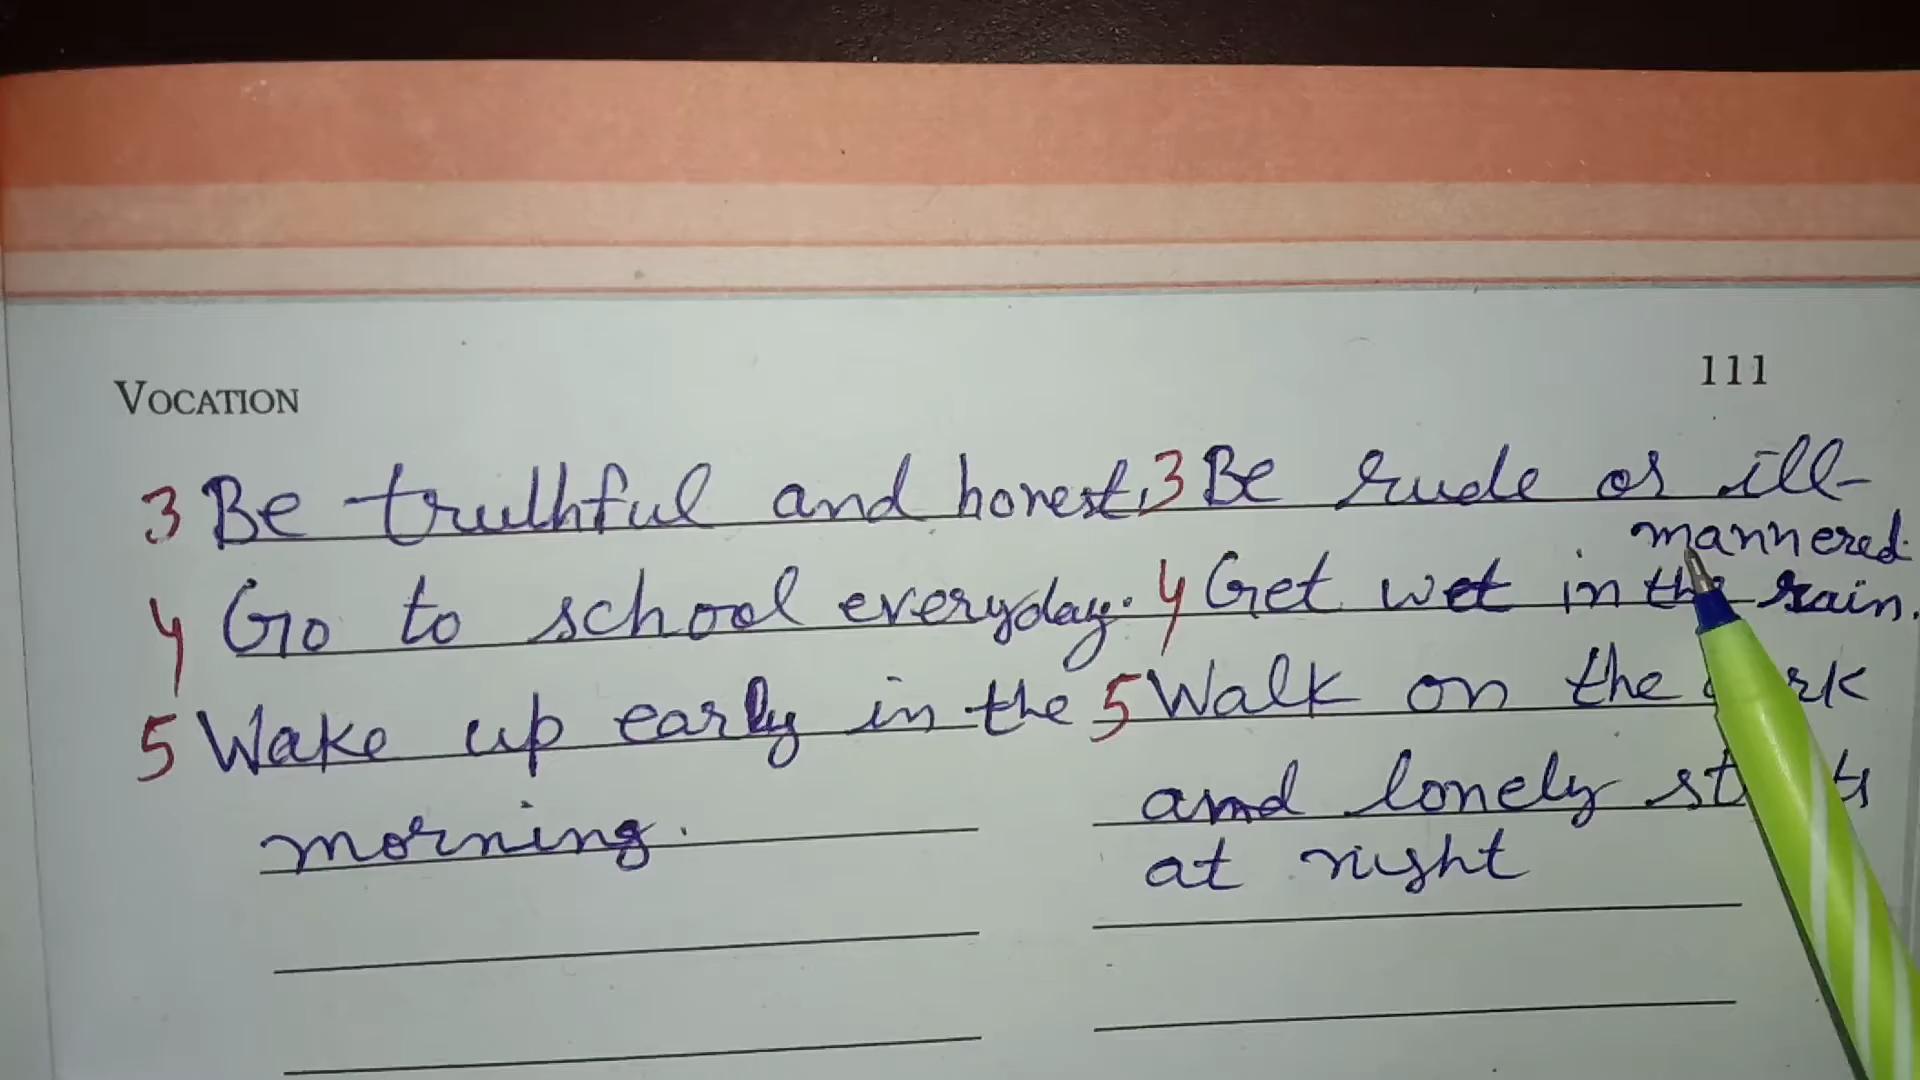 VOCATION 111
3 Be truthful and honest. 3 Be rude or ill-
mannered.
4 Go to school everyday. 4 Get wet in the rain.
5 Wake up early in the 5 Walk on the
and lonely
morning.
at night